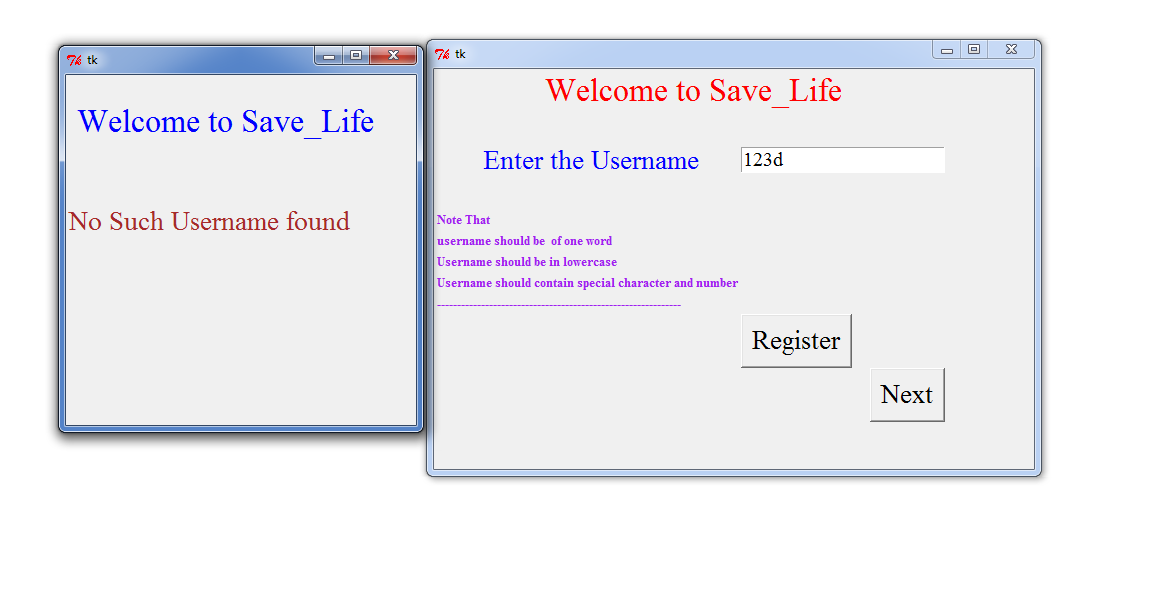 tk
Welcome to Save_Life
No Such Username found
tk
Welcome to Save_Life
Enter the Username
123d
Note That
username should be  of one word
Username should be in lowercase
Username should contain special character and number
-------------------------------------------------------------
Register
Next